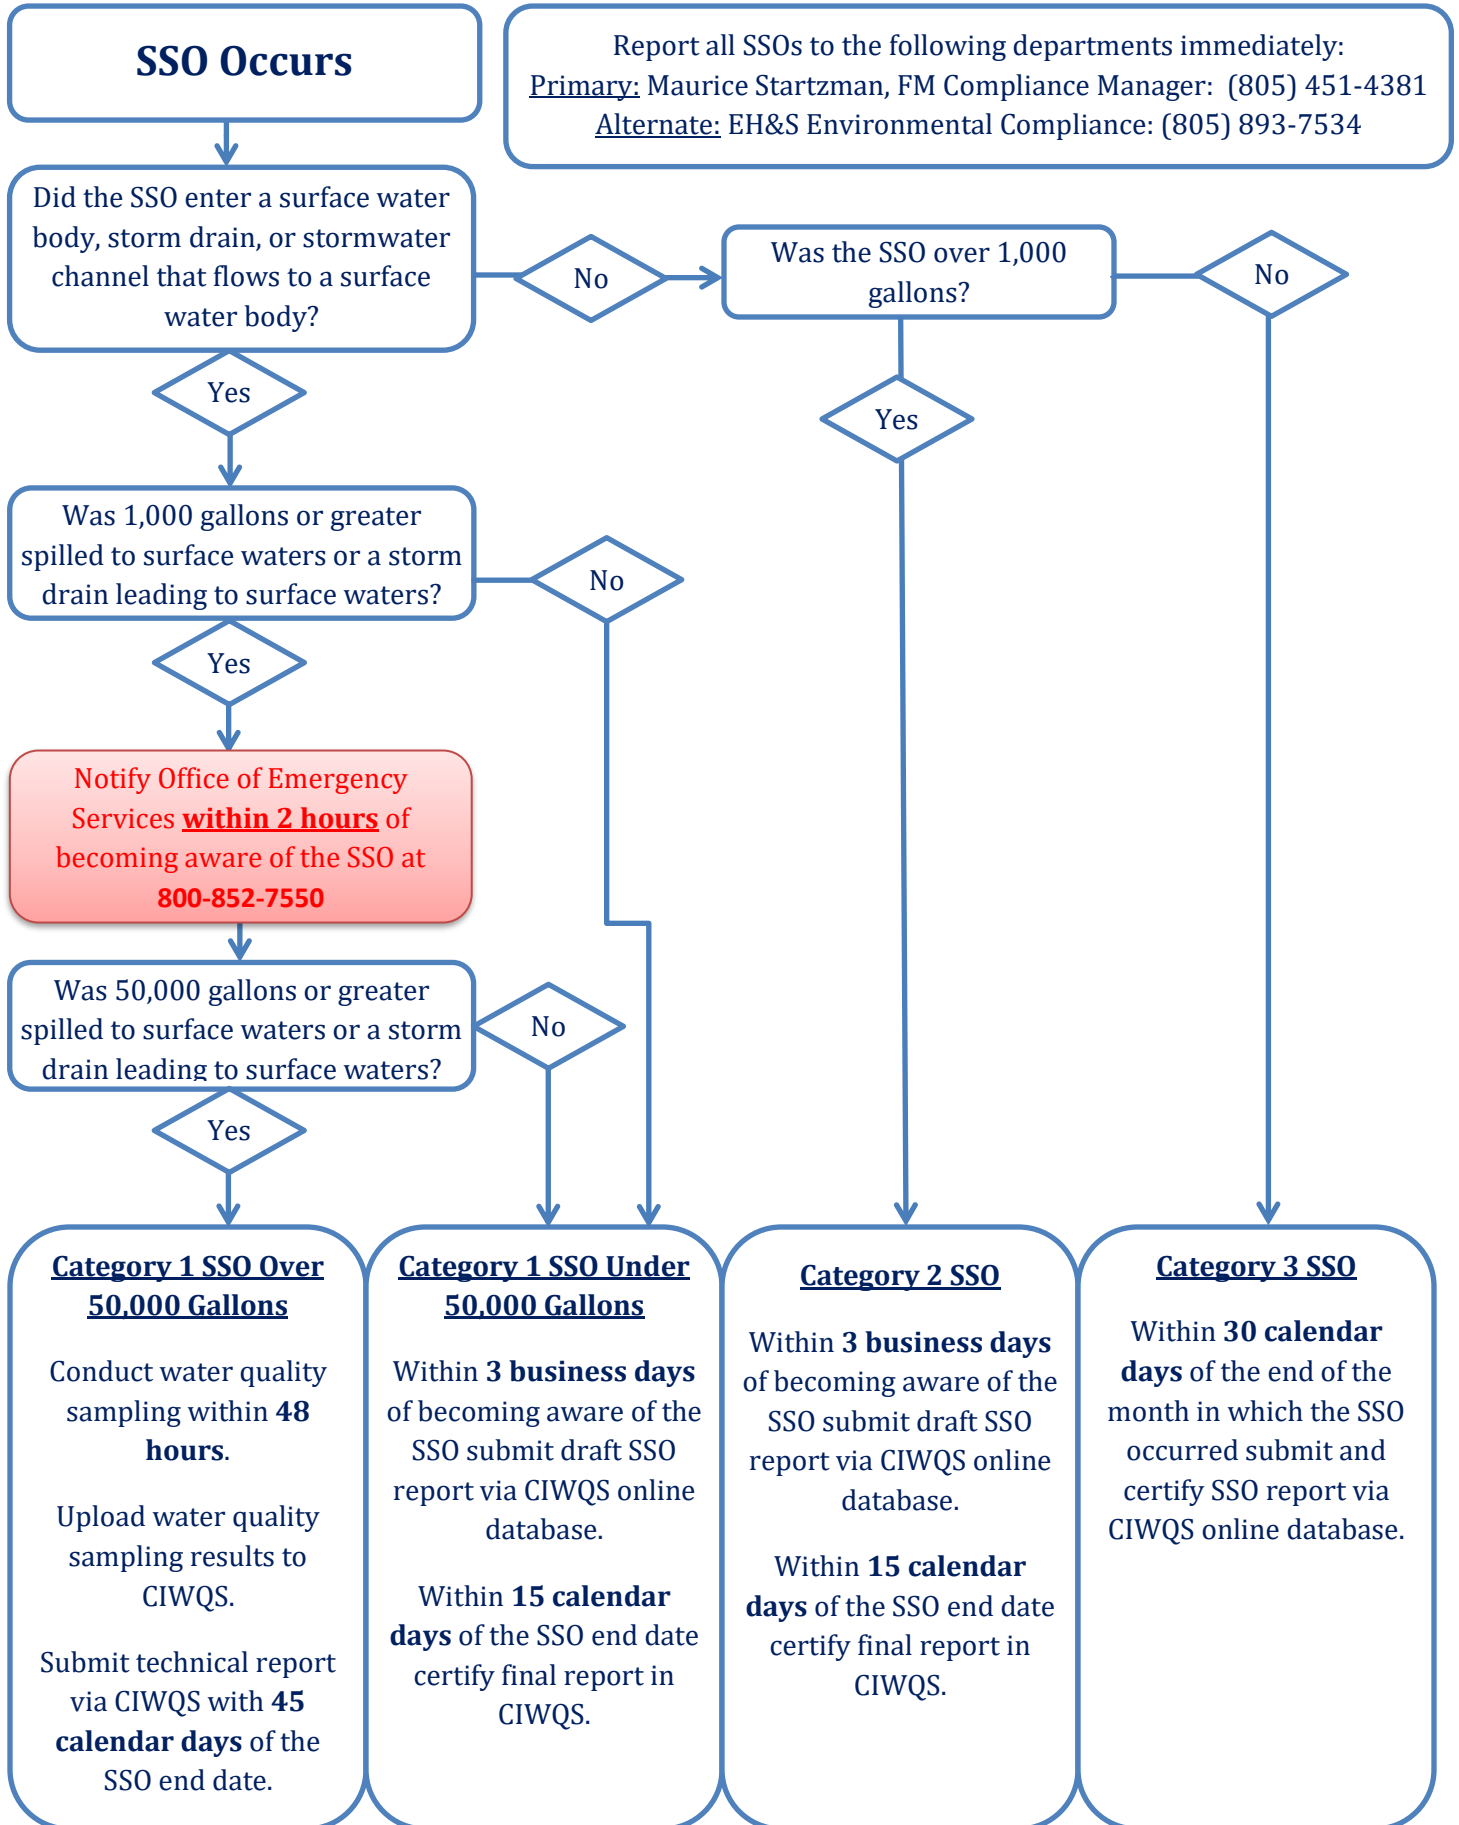 SSO Occurs
Report all SSOs to the following departments immediately:
Primary: Maurice Startzman, FM Compliance Manager:  (805) 451-4381
Alternate: EH&S Environmental Compliance: (805) 893-7534
Did the SSO enter a surface water
body, storm drain, or stormwater
channel that flows to a surface
water body?
No
Was the SSO over 1,000
gallons?
No
Yes
Yes
Was 1,000 gallons or greater
spilled to surface waters or a storm
drain leading to surface waters?
No
Yes
Notify Office of Emergency
Services within 2 hours of
becoming aware of the SSO at
800-852-7550
Was 50,000 gallons or greater
spilled to surface waters or a storm
drain leading to surface waters?
No
Yes
Category 1 SSO Over
50,000 Gallons
Conduct water quality
sampling within 48
hours.
Upload water quality
sampling results to
CIWQS.
Submit technical report
via CIWQS with 45
calendar days of the
SSO end date.
Category 1 SSO Under
50,000 Gallons
Within 3 business days
of becoming aware of the
SSO submit draft SSO
report via CIWQS online
database.
Within 15 calendar
days of the SSO end date
certify final report in
CIWQS.
Category 2 SSO
Within 3 business days
of becoming aware of the
SSO submit draft SSO
report via CIWQS online
database.
Within 15 calendar
days of the SSO end date
certify final report in
CIWQS.
Category 3 SSO
Within 30 calendar
days of the end of the
month in which the SSO
occurred submit and
certify SSO report via
CIWQS online database.